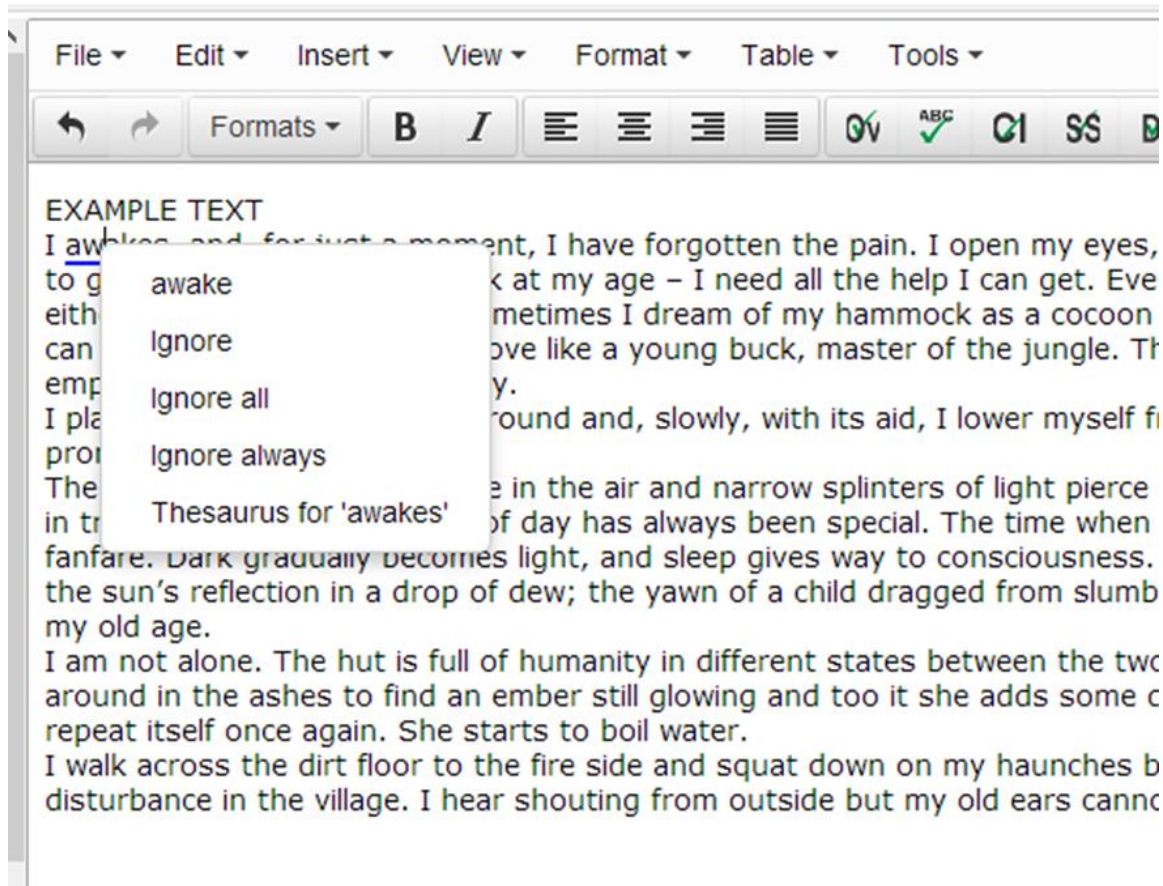 File Edit Insert View Format Table Tools
Formats B I ABC
EXAMPLE TEXT
I awakes, and, for just a moment, I have forgotten the pain. I open my eyes,
to g k at my age – I need all the help I can get. Eve
eith metimes I dream of my hammock as a cocoon
can ove like a young buck, master of the jungle. Th
emp y.
I pla ound and, slowly, with its aid, I lower myself fr
pro
The e in the air and narrow splinters of light pierce
in tr of day has always been special. The time when
fanfare. Dark gradually becomes light, and sleep gives way to consciousness.
the sun's reflection in a drop of dew; the yawn of a child dragged from slumb
my old age.
I am not alone. The hut is full of humanity in different states between the two
around in the ashes to find an ember still glowing and too it she adds some d
repeat itself once again. She starts to boil water.
I walk across the dirt floor to the fire side and squat down on my haunches b
disturbance in the village. I hear shouting from outside but my old ears canno
awake
Ignore
Ignore all
Ignore always
Thesaurus for 'awakes'